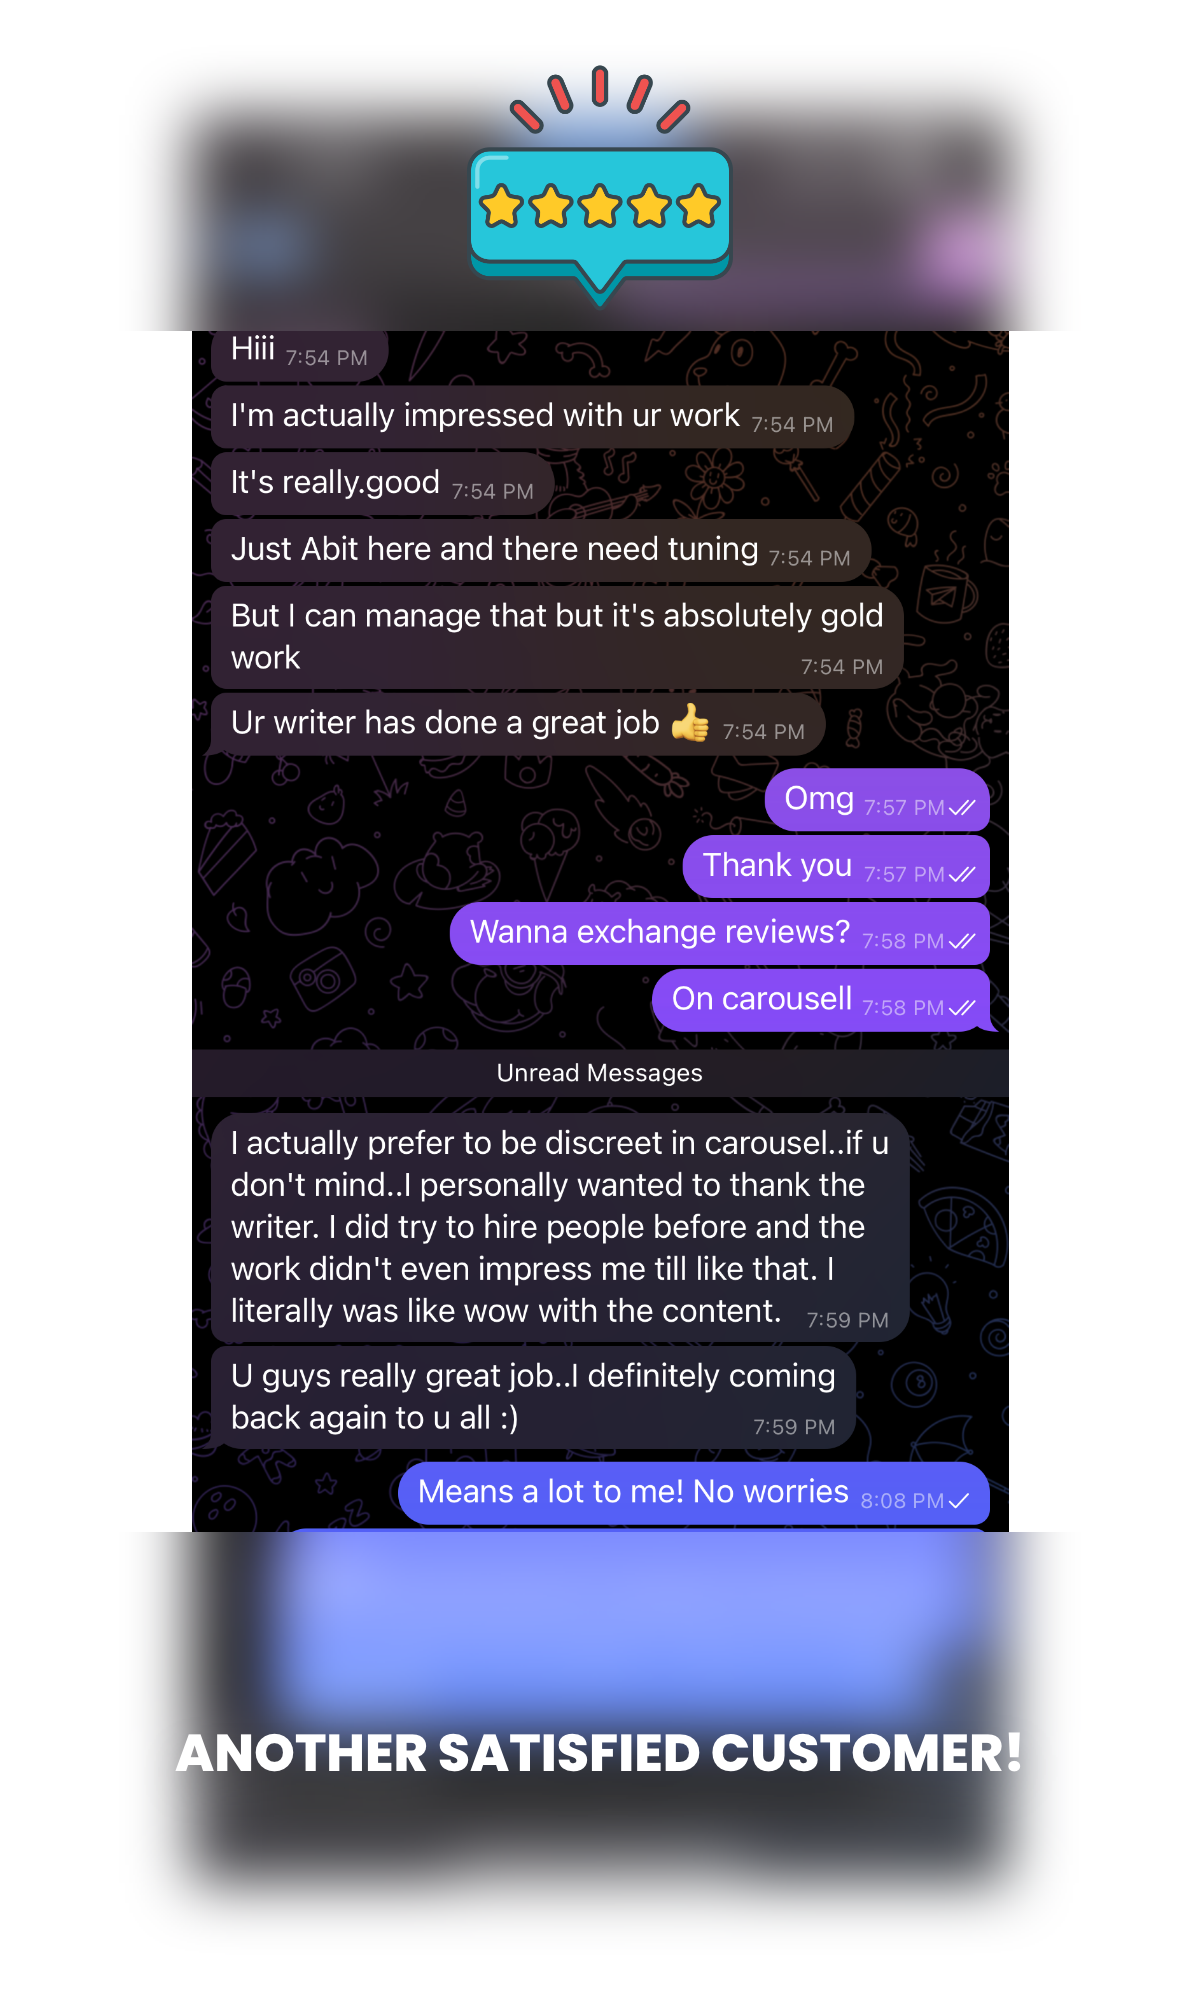 Hiii 7:54 PM
I'm actually impressed with ur work 7:54 PM
It's really.good 7:54 PM
Just Abit here and there need tuning 7:54 PM
But I can manage that but it's absolutely gold
work 7:54 PM
Ur writer has done a great job 👍 7:54 PM
Omg 7:57 PM
Thank you 7:57 PM
Wanna exchange reviews? 7:58 PM
On carousell 7:58 PM
Unread Messages
I actually prefer to be discreet in carousel..if u
don't mind..I personally wanted to thank the
writer. I did try to hire people before and the
work didn't even impress me till like that. I
literally was like wow with the content. 7:59 PM
U guys really great job..I definitely coming
back again to u all :) 7:59 PM
Means a lot to me! No worries 8:08 PM
ANOTHER SATISFIED CUSTOMER!